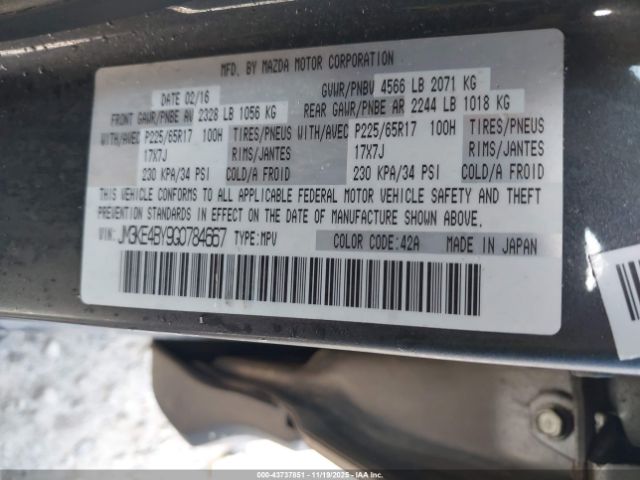 MFD. BY MAZDA MOTOR CORPORATION
DATE 02/16 GVWR/PNBV 4566 LB 2071 KG
FRONT GAWR/PNBE AV 2328 LB 1056 KG REAR GAWR/PNBE AR 2244 LB 1018 KG
WITH/AVEC P225/65R17 100H TIRES/PNEUS WITH/AVEC P225/65R17 100H TIRES/PNEUS
17X7J RIMS/JANTES 17X7J RIMS/JANTES
230 KPA/34 PSI COLD/A FROID 230 KPA/34 PSI COLD/A FROID
THIS VEHICLE CONFORMS TO ALL APPLICABLE FEDERAL MOTOR VEHICLE SAFETY AND THEFT
PREVENTION STANDARDS IN EFFECT ON THE DATE OF MANUFACTURE SHOWN ABOVE.
VIN: JM3KE4BY9G0784667 TYPE:MPV COLOR CODE:42A MADE IN JAPAN
000-43737851 - 11/19/2025 - Copyright © 2025 IAA, LLC